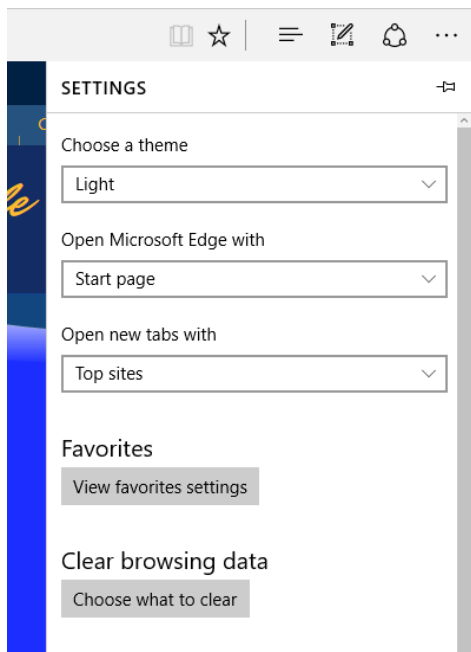 SETTINGS
Choose a theme
Light
Open Microsoft Edge with
Start page
Open new tabs with
Top sites
Favorites
View favorites settings
Clear browsing data
Choose what to clear